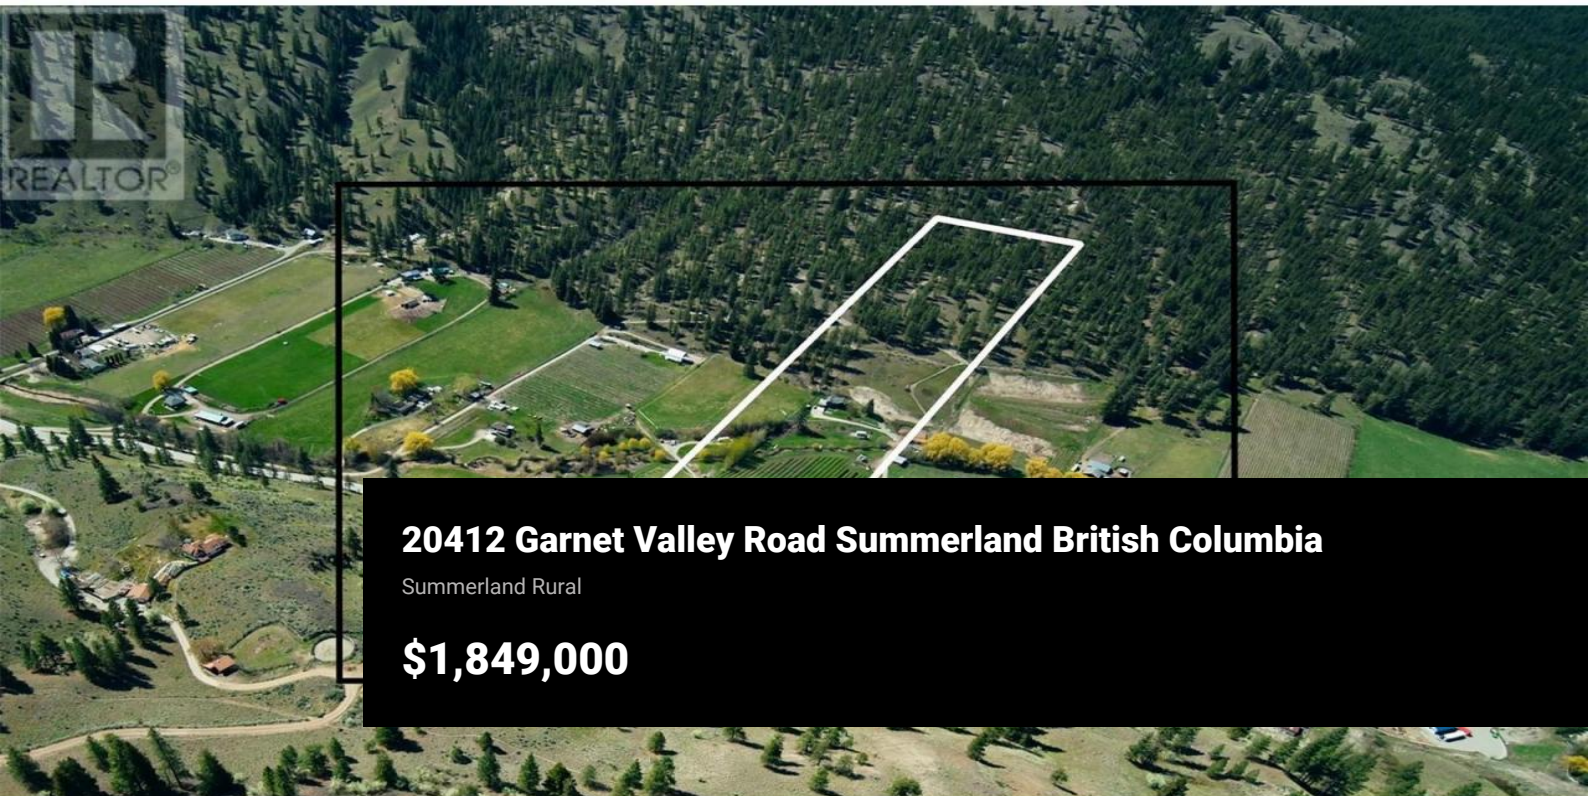 R
REALTOR®
20412 Garnet Valley Road Summerland British Columbia
Summerland Rural
$1,849,000